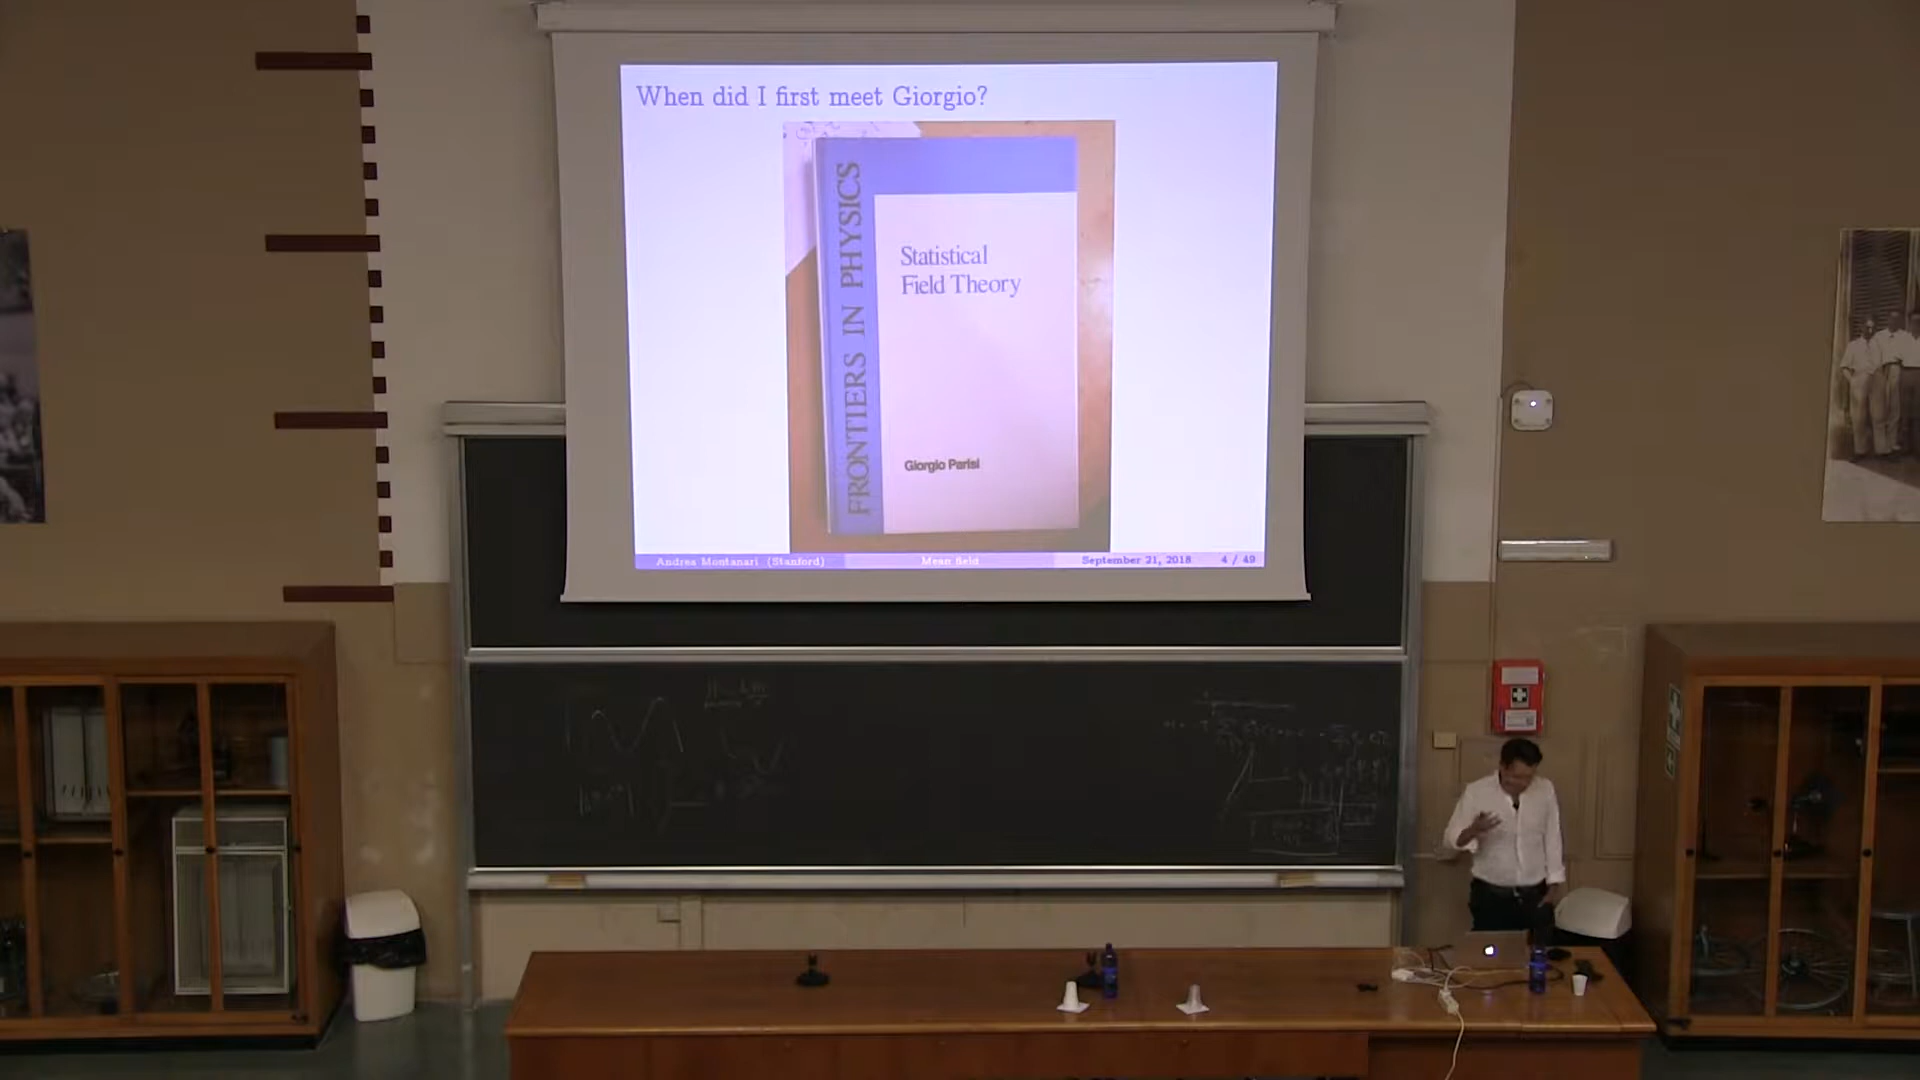 When did I first meet Giorgio?
FRONTIERS IN PHYSICS
Statistical
Field Theory
Giorgio Parisi
Andrea Montanari (Stanford)
Mean field
September 21, 2018
4 / 49